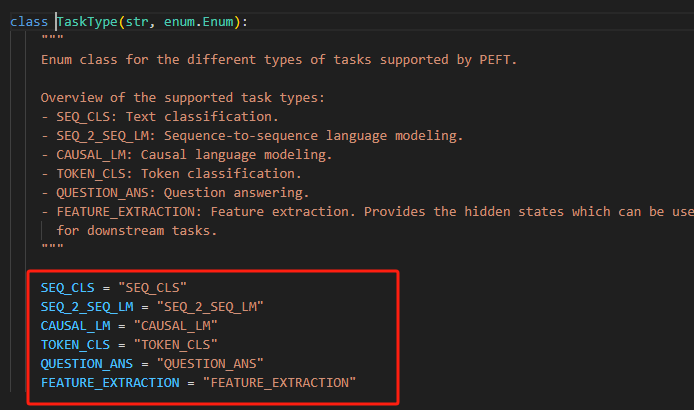 class TaskType(str, enum.Enum):
"""
Enum class for the different types of tasks supported by PEFT.
Overview of the supported task types:
- SEQ_CLS: Text classification.
- SEQ_2_SEQ_LM: Sequence-to-sequence language modeling.
- CAUSAL_LM: Causal language modeling.
- TOKEN_CLS: Token classification.
- QUESTION_ANS: Question answering.
- FEATURE_EXTRACTION: Feature extraction. Provides the hidden states which can be use
for downstream tasks.
"""
SEQ_CLS = "SEQ_CLS"
SEQ_2_SEQ_LM = "SEQ_2_SEQ_LM"
CAUSAL_LM = "CAUSAL_LM"
TOKEN_CLS = "TOKEN_CLS"
QUESTION_ANS = "QUESTION_ANS"
FEATURE_EXTRACTION = "FEATURE_EXTRACTION"